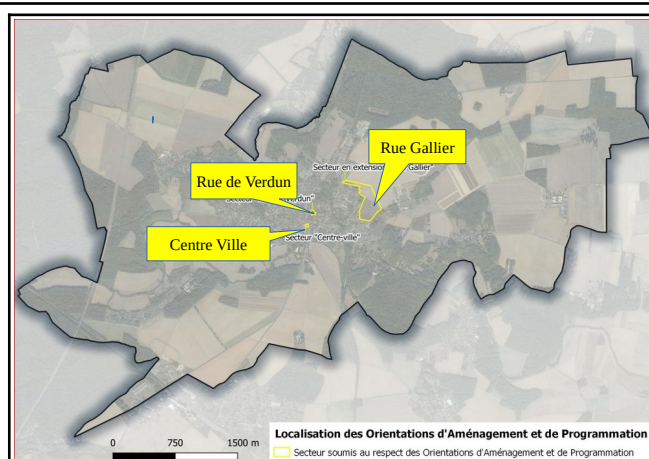 Rue Gallier
Secteur en extension Gallier"
Rue de Verdun
Verdun"
Centre Ville
Secteur "Centre-ville"
Localisation des Orientations d'Aménagement et de Programmation
0 750 1500 m
Secteur soumis au respect des Orientations d'Aménagement et de Programmation